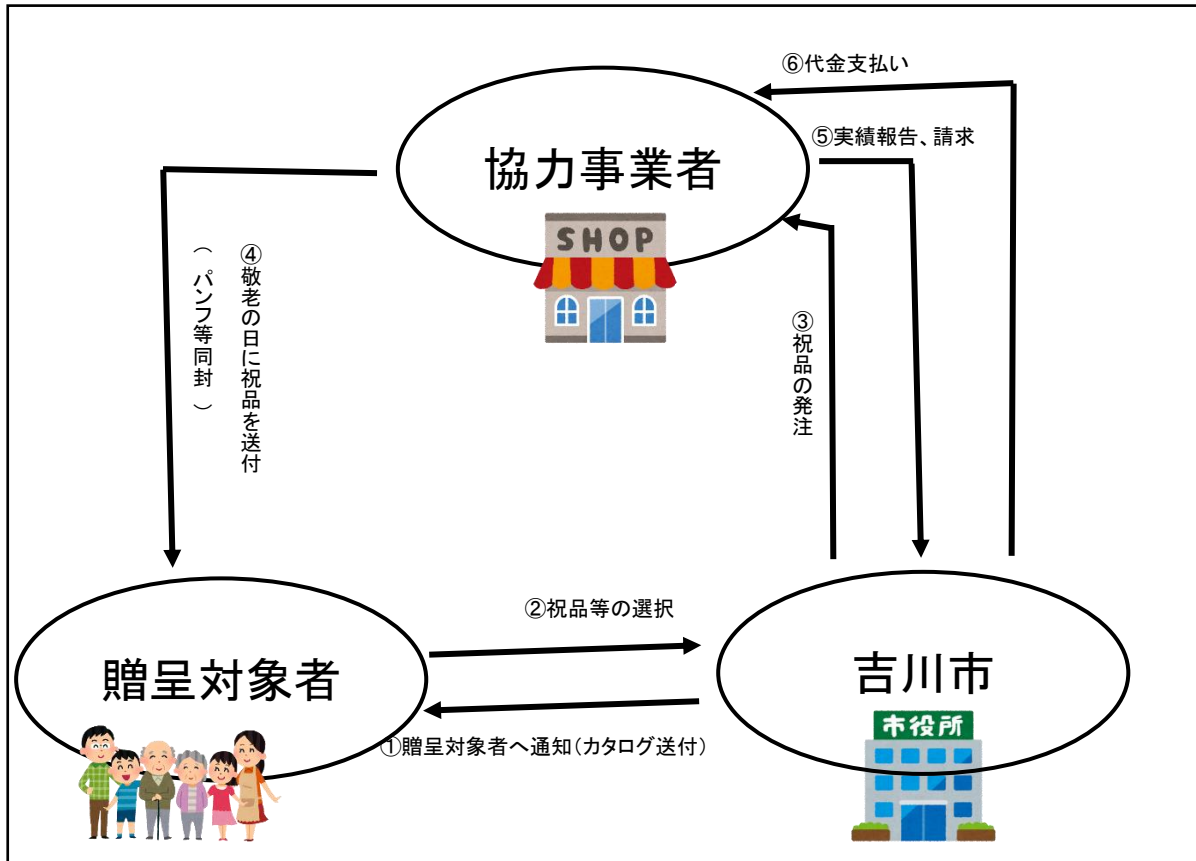 ⑥代金支払い
⑤実績報告、請求
協力事業者
SHOP
④敬老の日に祝品を送付
（パンフ等同封）
③祝品の発注
②祝品等の選択
贈呈対象者
吉川市
市役所
①贈呈対象者へ通知(カタログ送付)